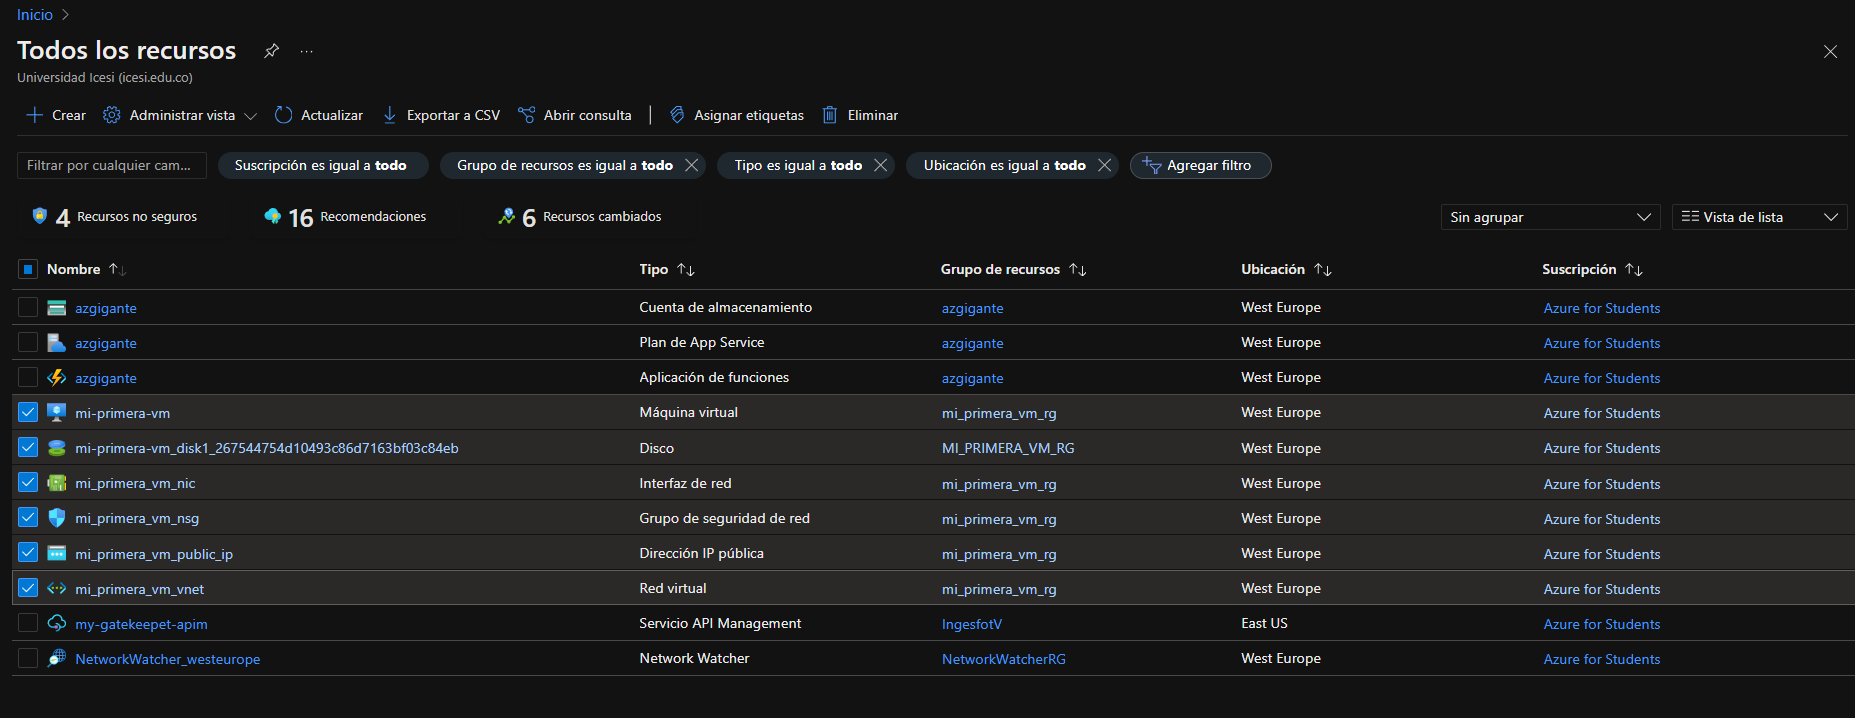 Inicio
Todos los recursos
Universidad Icesi (icesi.edu.co)
Crear Administrar vista Actualizar Exportar a CSV Abrir consulta Asignar etiquetas Eliminar
Filtrar por cualquier cam... Suscripción es igual a todo Grupo de recursos es igual a todo Tipo es igual a todo Ubicación es igual a todo Agregar filtro
4 Recursos no seguros 16 Recomendaciones 6 Recursos cambiados Sin agrupar Vista de lista
Nombre Tipo Grupo de recursos Ubicación Suscripción
azgigante Cuenta de almacenamiento azgigante West Europe Azure for Students
azgigante Plan de App Service azgigante West Europe Azure for Students
azgigante Aplicación de funciones azgigante West Europe Azure for Students
mi-primera-vm Máquina virtual mi_primera_vm_rg West Europe Azure for Students
mi-primera-vm_disk1_267544754d10493c86d7163bf03c84eb Disco MI_PRIMERA_VM_RG West Europe Azure for Students
mi_primera_vm_nic Interfaz de red mi_primera_vm_rg West Europe Azure for Students
mi_primera_vm_nsg Grupo de seguridad de red mi_primera_vm_rg West Europe Azure for Students
mi_primera_vm_public_ip Dirección IP pública mi_primera_vm_rg West Europe Azure for Students
mi_primera_vm_vnet Red virtual mi_primera_vm_rg West Europe Azure for Students
my-gatekeepet-apim Servicio API Management IngesfotV East US Azure for Students
NetworkWatcher_westeurope Network Watcher NetworkWatcherRG West Europe Azure for Students